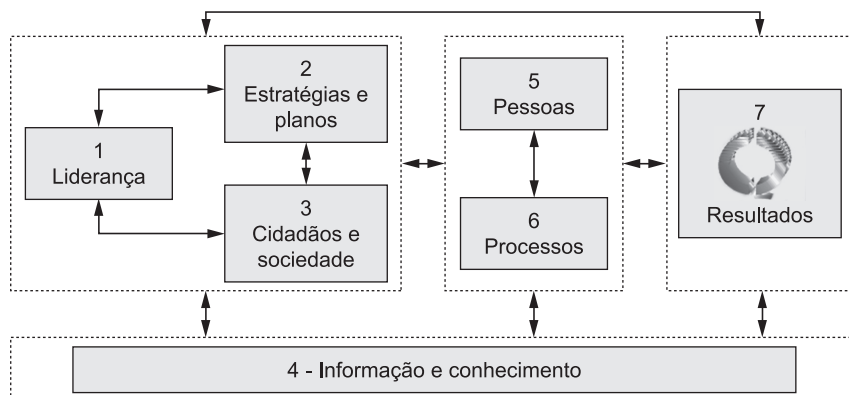 1
Liderança
2
Estratégias e
planos
3
Cidadãos e
sociedade
5
Pessoas
6
Processos
7
Resultados
4 - Informação e conhecimento